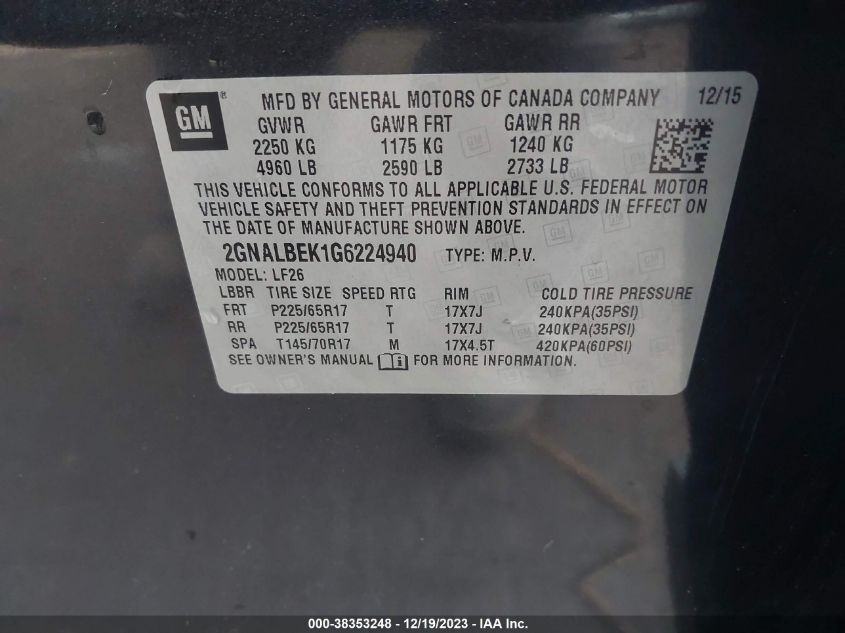 GM ® MFD BY GENERAL MOTORS OF CANADA COMPANY 12/15
GVWR GAWR FRT GAWR RR
2250 KG 1175 KG 1240 KG
4960 LB 2590 LB 2733 LB
THIS VEHICLE CONFORMS TO ALL APPLICABLE U.S. FEDERAL MOTOR
VEHICLE SAFETY AND THEFT PREVENTION STANDARDS IN EFFECT ON
THE DATE OF MANUFACTURE SHOWN ABOVE.
2GNALBEK1G6224940 TYPE: M.P.V.
MODEL: LF26
LBBR TIRE SIZE SPEED RTG RIM COLD TIRE PRESSURE
FRT P225/65R17 T 17X7J 240KPA(35PSI)
RR P225/65R17 T 17X7J 240KPA(35PSI)
SPA T145/70R17 M 17X4.5T 420KPA(60PSI)
SEE OWNER'S MANUAL FOR MORE INFORMATION.
000-38353248 - 12/19/2023 - IAA Inc.